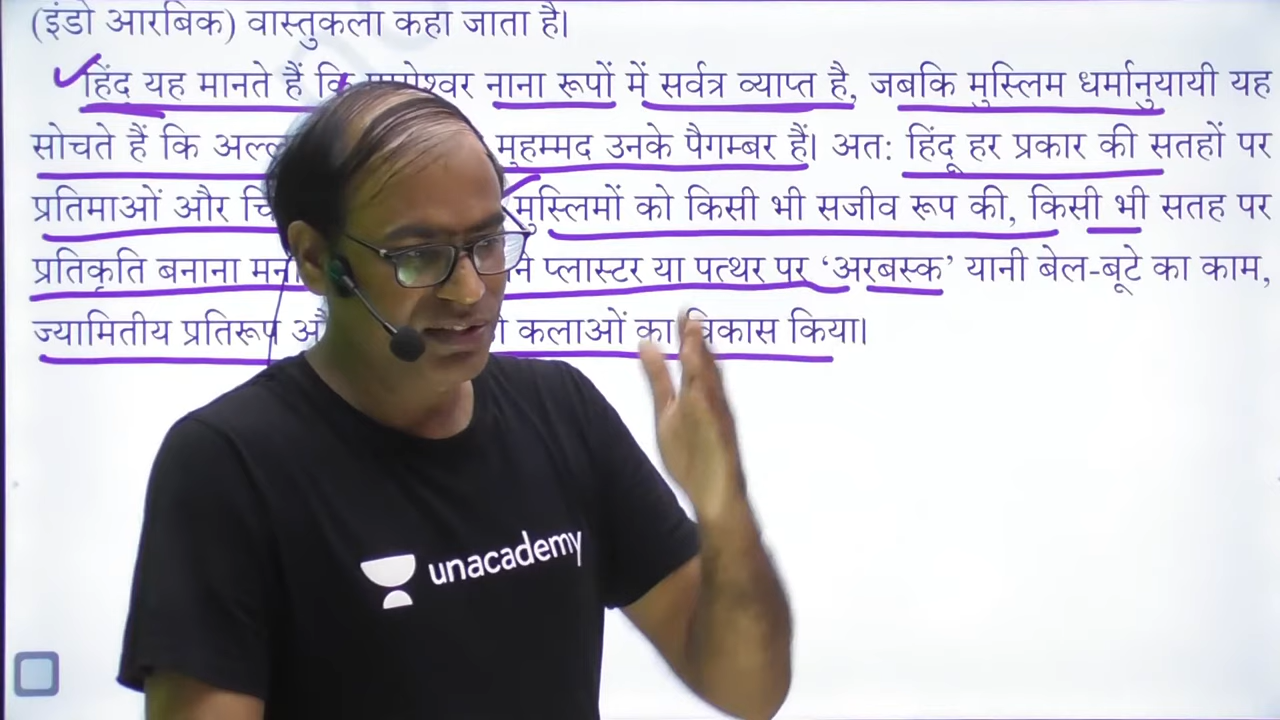 (इंडो आरबिक) वास्तुकला कहा जाता है।
हिंदू यह मानते हैं कि नाना रूपों में सर्वत्र व्याप्त है, जबकि मुस्लिम धर्मानुयायी यह
सोचते हैं कि मुहम्मद उनके पैगम्बर हैं। अत: हिंदू हर प्रकार की सतहों पर
प्रतिमाओं और मुस्लिमों को किसी भी सजीव रूप की, किसी भी सतह पर
प्रतिकृति बनाना प्लास्टर या पत्थर पर ‘अरबस्क’ यानी बेल-बूटे का काम,
ज्यामितीय प्रतिरूप कलाओं का विकास किया।
unacademy